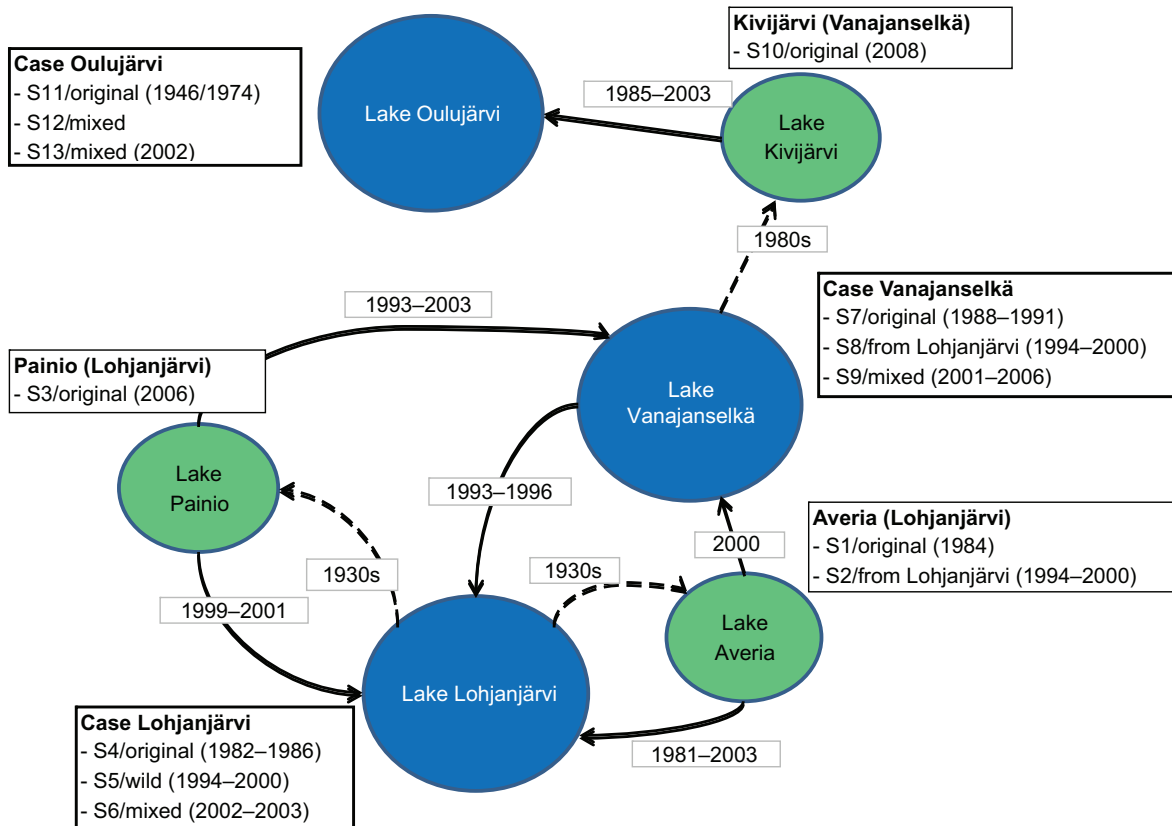 Kivijärvi (Vanajanselkä)
- S10/original (2008)
Case Oulujärvi
- S11/original (1946/1974)
- S12/mixed
- S13/mixed (2002)
Lake Oulujärvi
1985–2003
Lake
Kivijärvi
1980s
1993–2003
Case Vanajanselkä
- S7/original (1988–1991)
- S8/from Lohjanjärvi (1994–2000)
- S9/mixed (2001–2006)
Painio (Lohjanjärvi)
- S3/original (2006)
Lake
Vanajanselkä
Lake
Painio
1993–1996
Averia (Lohjanjärvi)
- S1/original (1984)
- S2/from Lohjanjärvi (1994–2000)
2000
1930s
1930s
1999–2001
Lake
Averia
Lake Lohjanjärvi
Case Lohjanjärvi
- S4/original (1982–1986)
- S5/wild (1994–2000)
- S6/mixed (2002–2003)
1981–2003